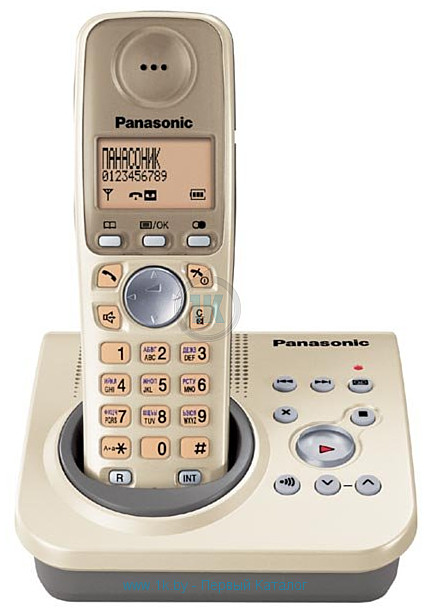 Panasonic
ПАНАСОНИК
0123456789
/OK
C
1 АБВГ ABC 2 ДЕЖЗ DEF 3
ИЙКЛ GHI 4 МНОП JKL 5 РСТУ MNO 6
ФХЦЧ PQRS 7 ШЩЪЫ TUV 8 ЬЭЮЯ WXYZ 9
0 #
R INT
Panasonic